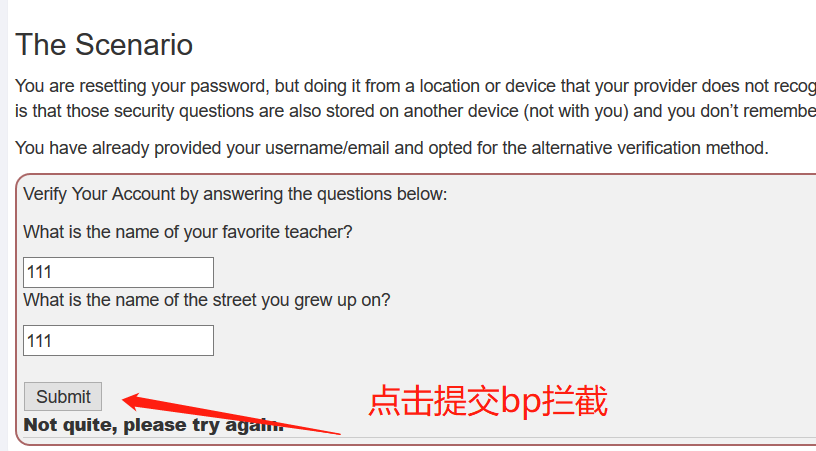 The Scenario
You are resetting your password, but doing it from a location or device that your provider does not recog
is that those security questions are also stored on another device (not with you) and you don’t remembe
You have already provided your username/email and opted for the alternative verification method.
Verify Your Account by answering the questions below:
What is the name of your favorite teacher?
111
What is the name of the street you grew up on?
111
Submit
点击提交bp拦截
Not quite, please try again.